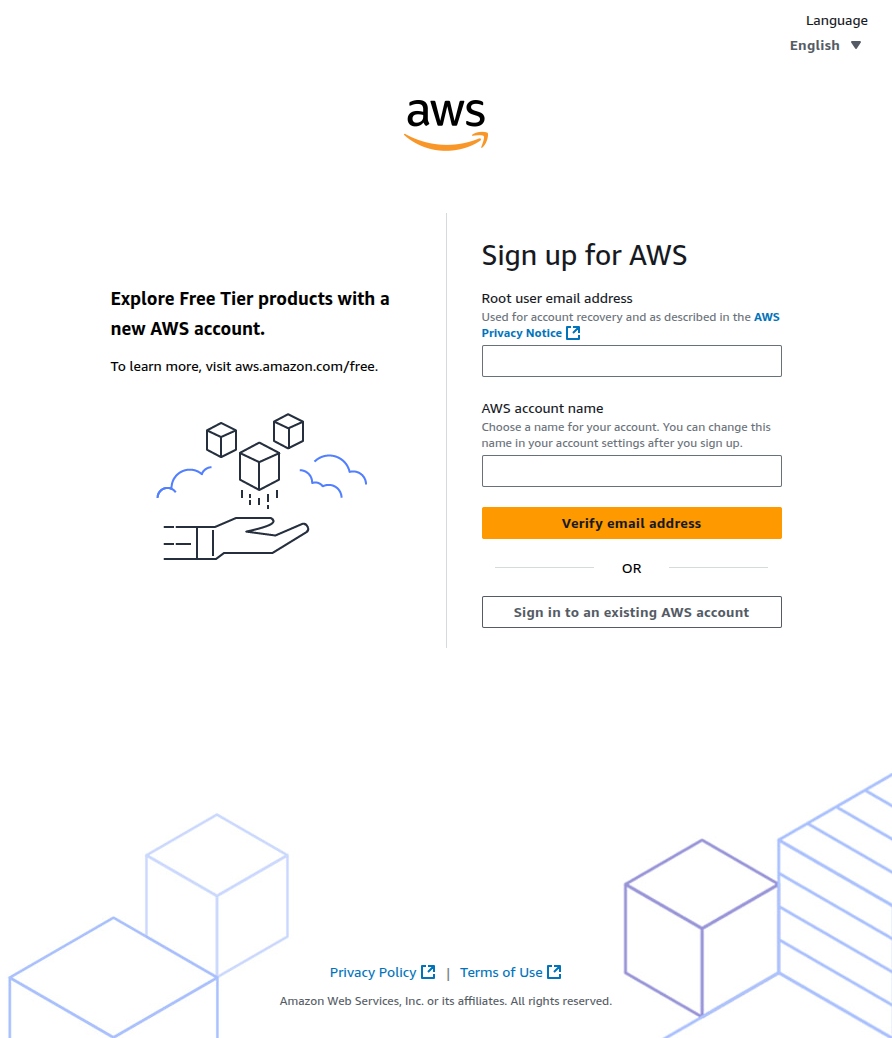 Language
English
aws
Explore Free Tier products with a
new AWS account.
To learn more, visit aws.amazon.com/free.
Sign up for AWS
Root user email address
Used for account recovery and as described in the AWS
Privacy Notice
AWS account name
Choose a name for your account. You can change this
name in your account settings after you sign up.
Verify email address
OR
Sign in to an existing AWS account
Privacy Policy | Terms of Use
Amazon Web Services, Inc. or its affiliates. All rights reserved.